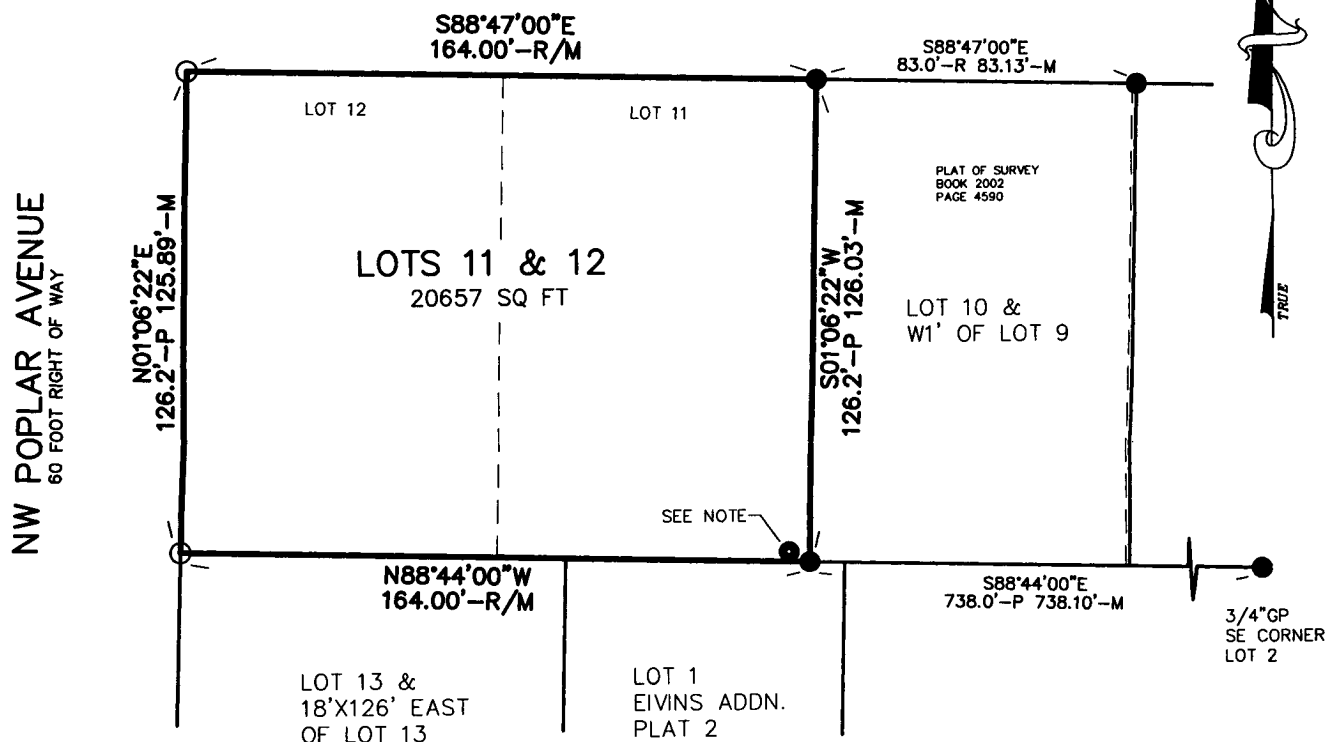 S88°47'00"E
164.00'-R/M
S88°47'00"E
83.0'-R 83.13'-M
LOT 12
LOT 11
PLAT OF SURVEY
BOOK 2002
PAGE 4590
NW POPLAR AVENUE
60 FOOT RIGHT OF WAY
N01°06'22"E
126.2'-P 125.89'-M
LOTS 11 & 12
20657 SQ FT
S01°06'22"W
126.2'-P 126.03'-M
LOT 10 &
W1' OF LOT 9
TRUE
SEE NOTE
N88°44'00"W
164.00'-R/M
S88°44'00"E
738.0'-P 738.10'-M
3/4"GP
SE CORNER
LOT 2
LOT 13 &
18'X126' EAST
OF LOT 13
LOT 1
EIVINS ADDN.
PLAT 2